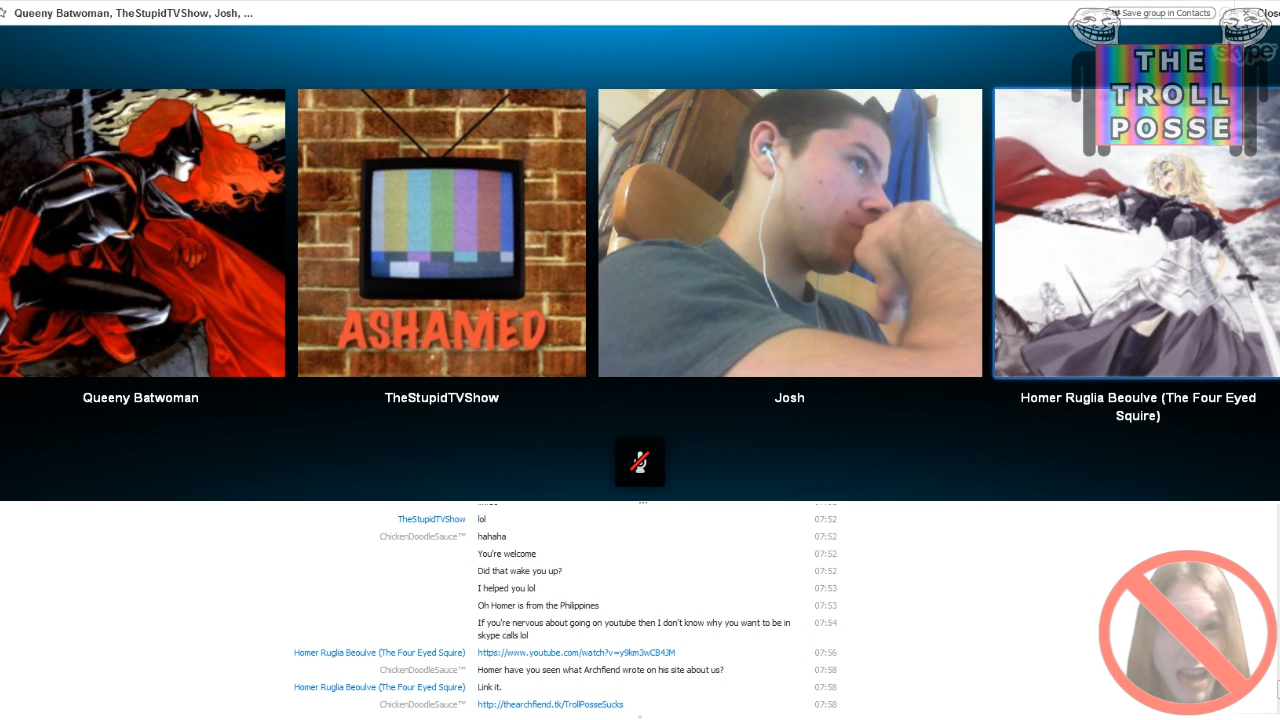 Queeny Batwoman, TheStupidTVShow, Josh, ...
Save group in Contacts
Close
skype
THE
TROLL
POSSE
ASHAMED
Queeny Batwoman
TheStupidTVShow
Josh
Homer Ruglia Beoulve (The Four Eyed
Squire)
TheStupidTVShow lol 07:52
ChickenDoodleSauce™ hahaha 07:52
You're welcome 07:52
Did that wake you up? 07:52
I helped you lol 07:53
Oh Homer is from the Philippines 07:53
If you're nervous about going on youtube then I don't know why you want to be in 07:54
skype calls lol
Homer Ruglia Beoulve (The Four Eyed Squire) https://www.youtube.com/watch?v=y9km3wCB4JM 07:56
ChickenDoodleSauce™ Homer have you seen what Archfiend wrote on his site about us? 07:58
Homer Ruglia Beoulve (The Four Eyed Squire) Link it. 07:58
ChickenDoodleSauce™ http://thearchfiend.tk/TrollPosseSucks 07:58